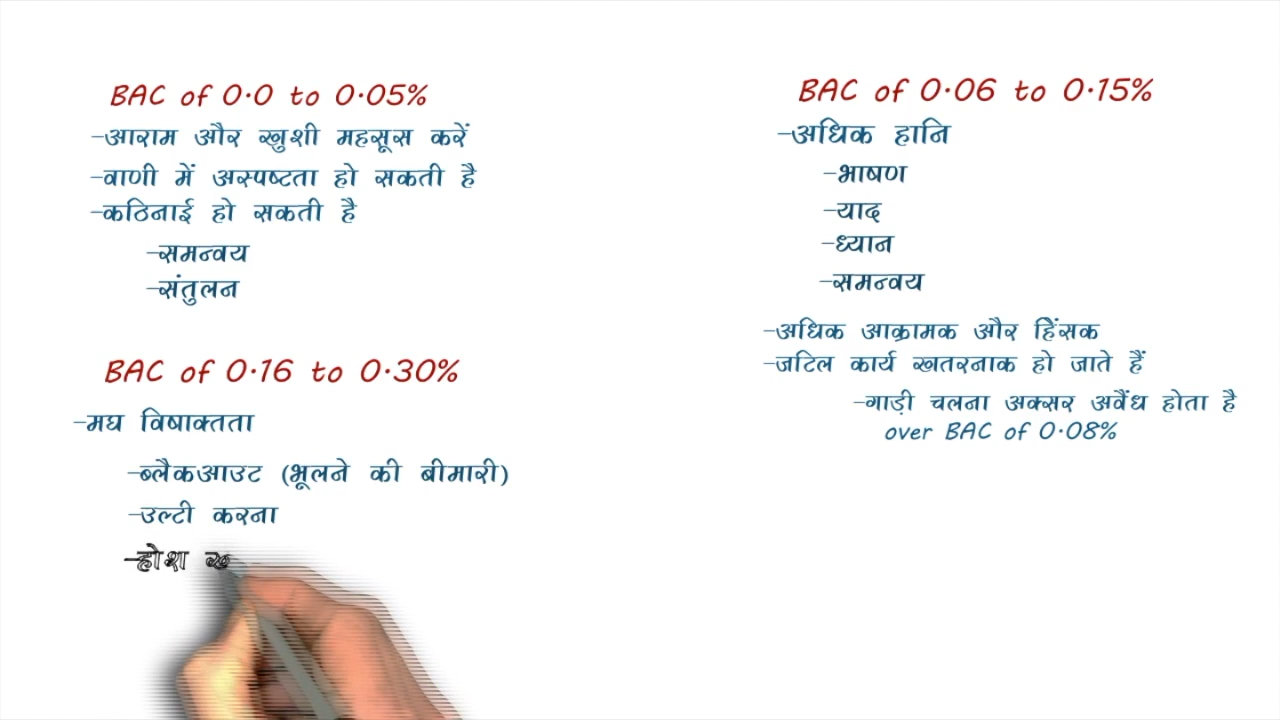 BAC of 0.0 to 0.05%
-आराम और खुशी महसूस करें
-वाणी में अस्पष्टता हो सकती है
-कठिनाई हो सकती है
-समन्वय
-संतुलन
BAC of 0.06 to 0.15%
-अधिक हानि
-भाषण
-याद
-ध्यान
-समन्वय
-अधिक आक्रामक और हिंसक
-जटिल कार्य खतरनाक हो जाते हैं
-गाड़ी चलना अक्सर अवैंध होता है
over BAC of 0.08%
BAC of 0.16 to 0.30%
-मघ विषाक्तता
-ब्लैकआउट (भूलने की बीमारी)
-उल्टी करना
-होश ख